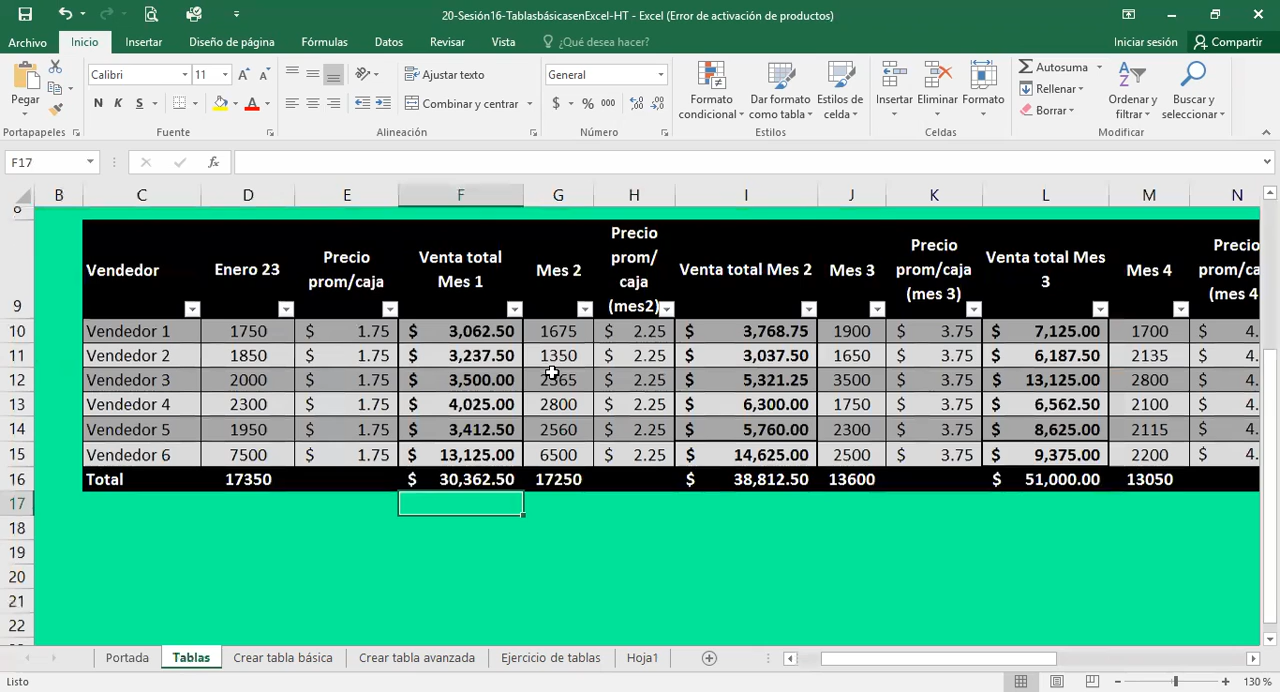 20-Sesión16-TablasbásicasenExcel-HT - Excel (Error de activación de productos)
Archivo Inicio Insertar Diseño de página Fórmulas Datos Revisar Vista ¿Qué desea hacer? Iniciar sesión Compartir
Pegar
Calibri 11
N K S
Ajustar texto
Combinar y centrar
General
$ % 000
Formato condicional
Dar formato como tabla
Estilos de celda
Insertar Eliminar Formato
Autosuma
Rellenar
Borrar
Ordenar y filtrar
Buscar y seleccionar
Portapapeles Fuente Alineación Número Estilos Celdas Modificar
F17 fx
B C D E F G H I J K L M N
9 Vendedor Enero 23 Precio prom/caja Venta total Mes 1 Mes 2 Precio prom/ caja (mes2) Venta total Mes 2 Mes 3 Precio prom/caja (mes 3) Venta total Mes 3 Mes 4 Precio
10 Vendedor 1 1750 $ 1.75 $ 3,062.50 1675 $ 2.25 $ 3,768.75 1900 $ 3.75 $ 7,125.00 1700 $ 4.
11 Vendedor 2 1850 $ 1.75 $ 3,237.50 1350 $ 2.25 $ 3,037.50 1650 $ 3.75 $ 6,187.50 2135 $ 4.
12 Vendedor 3 2000 $ 1.75 $ 3,500.00 2365 $ 2.25 $ 5,321.25 3500 $ 3.75 $ 13,125.00 2800 $ 4.
13 Vendedor 4 2300 $ 1.75 $ 4,025.00 2800 $ 2.25 $ 6,300.00 1750 $ 3.75 $ 6,562.50 2100 $ 4.
14 Vendedor 5 1950 $ 1.75 $ 3,412.50 2560 $ 2.25 $ 5,760.00 2300 $ 3.75 $ 8,625.00 2115 $ 4.
15 Vendedor 6 7500 $ 1.75 $ 13,125.00 6500 $ 2.25 $ 14,625.00 2500 $ 3.75 $ 9,375.00 2200 $ 4.
16 Total 17350 $ 30,362.50 17250 $ 38,812.50 13600 $ 51,000.00 13050
17
18
19
20
21
22
Portada Tablas Crear tabla básica Crear tabla avanzada Ejercicio de tablas Hoja1
Listo 130 %